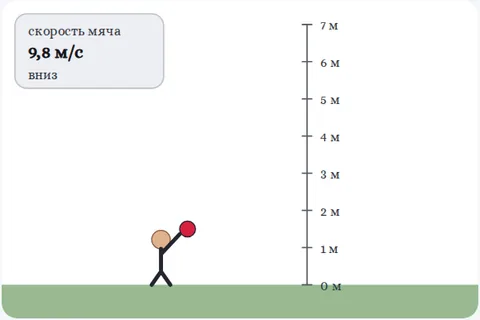 скорость мяча
9,8 м/с
вниз
7 м
6 м
5 м
4 м
3 м
2 м
1 м
0 м